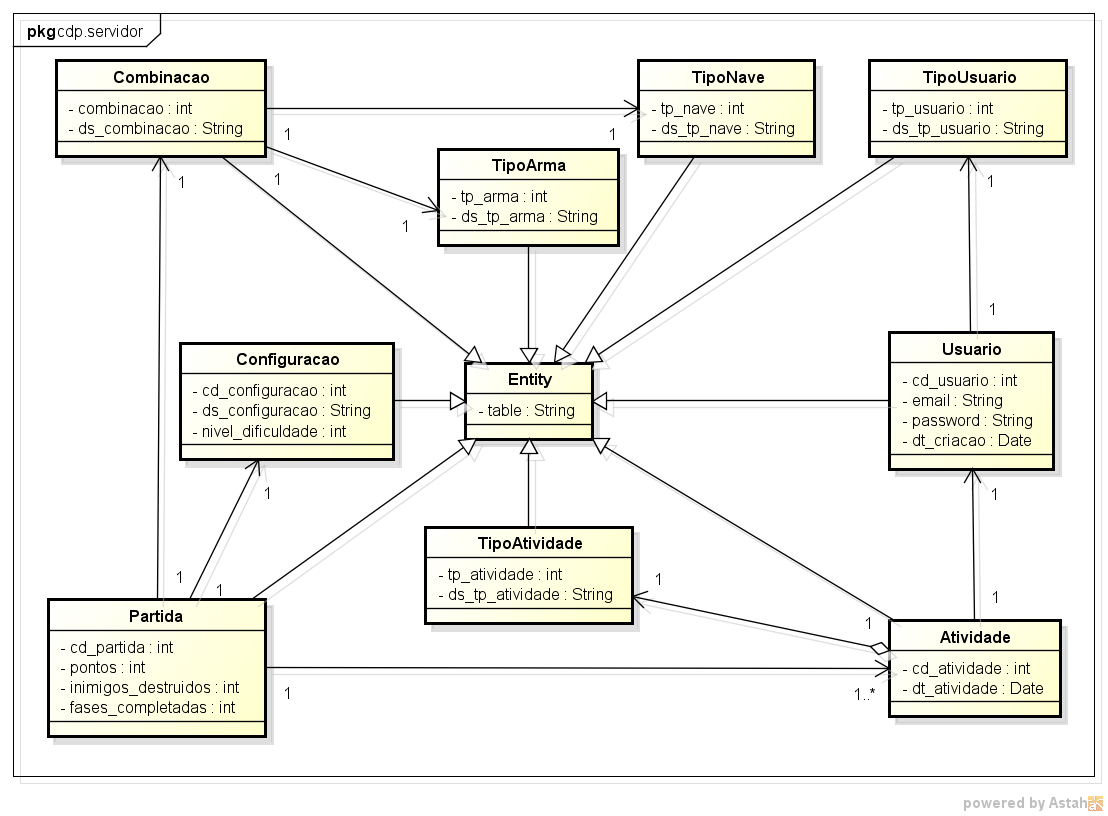 pkg cdp.servidor
Combinacao
- combinacao : int
- ds_combinacao : String
TipoNave
- tp_nave : int
- ds_tp_nave : String
TipoUsuario
- tp_usuario : int
- ds_tp_usuario : String
1
1
TipoArma
- tp_arma : int
- ds_tp_arma : String
1
1
1
1
1
Usuario
- cd_usuario : int
- email : String
- password : String
- dt_criacao : Date
Configuracao
- cd_configuracao : int
- ds_configuracao : String
- nivel_dificuldade : int
Entity
- table : String
1
1
TipoAtividade
- tp_atividade : int
- ds_tp_atividade : String
1
1
1
1
1
Partida
- cd_partida : int
- pontos : int
- inimigos_destruidos : int
- fases_completadas : int
Atividade
- cd_atividade : int
- dt_atividade : Date
1
1..*
powered by Astah